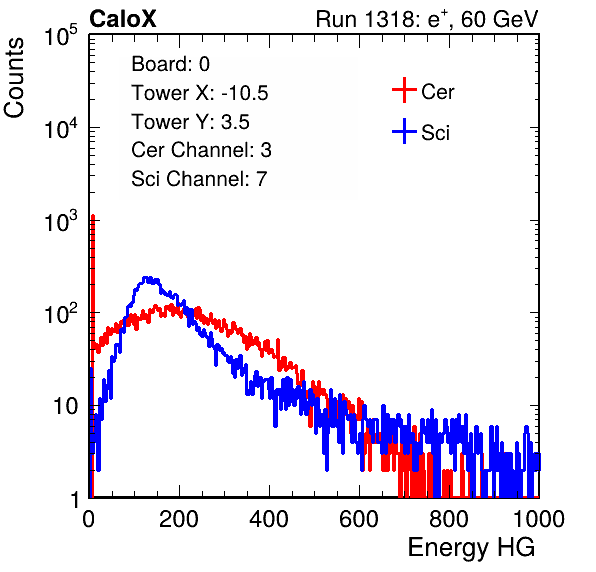 CaloX Run 1318: e⁺, 60 GeV
Counts
Board: 0
Tower X: -10.5
Tower Y: 3.5
Cer Channel: 3
Sci Channel: 7
Cer
Sci
10⁵
10⁴
10³
10²
10
1
0 200 400 600 800 1000
Energy HG